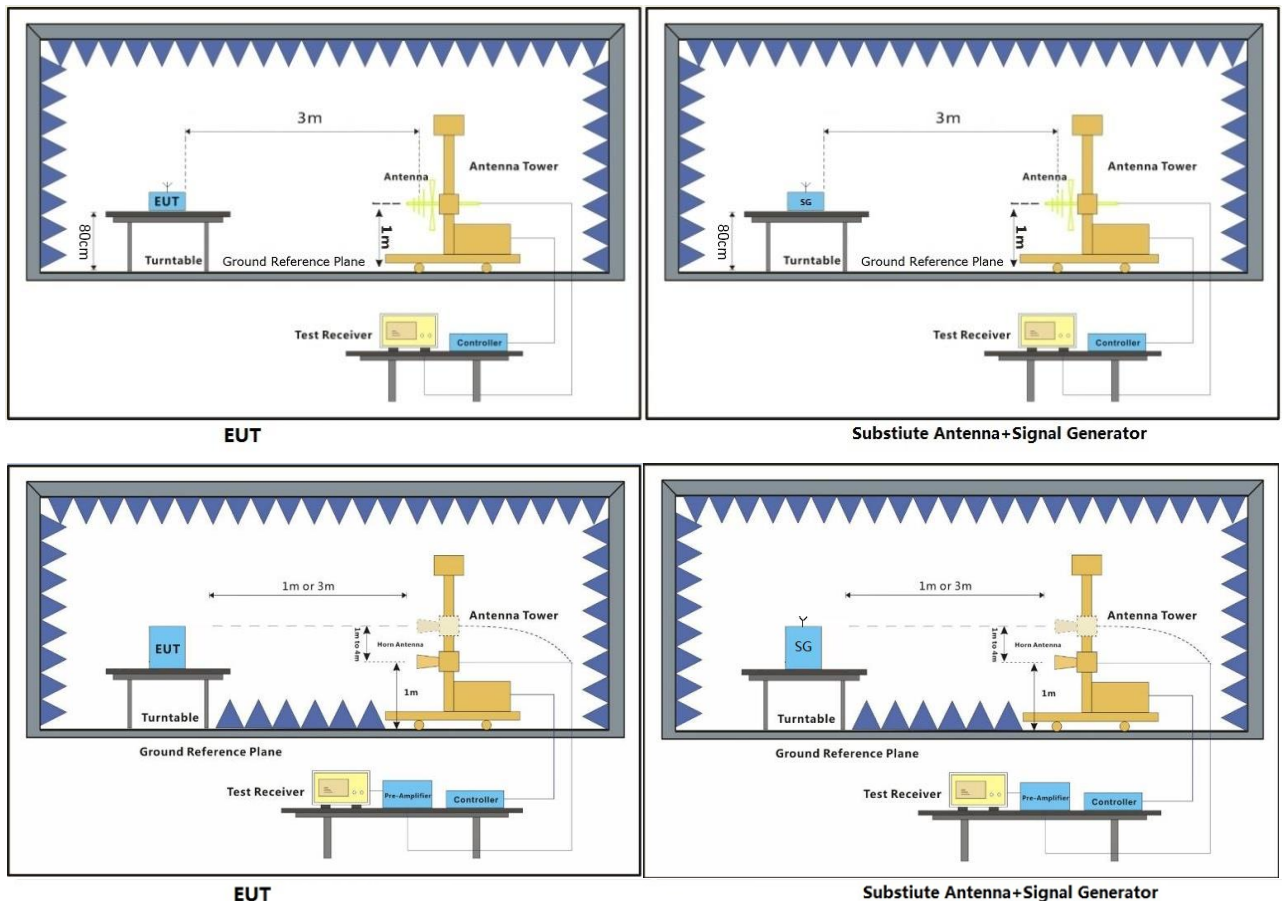 3m
Antenna Tower
Antenna
EUT
80cm
1m
Turntable
Ground Reference Plane
Test Receiver
Controller
EUT
3m
Antenna Tower
Antenna
SG
80cm
1m
Turntable
Ground Reference Plane
Test Receiver
Controller
Substiute Antenna+Signal Generator
1m or 3m
Antenna Tower
1m to 4m
Horn Antenna
EUT
1m
Turntable
Ground Reference Plane
Test Receiver
Pre-Amplifier
Controller
EUT
1m or 3m
Antenna Tower
1m to 4m
Horn Antenna
SG
1m
Turntable
Ground Reference Plane
Test Receiver
Pre-Amplifier
Controller
Substiute Antenna+Signal Generator